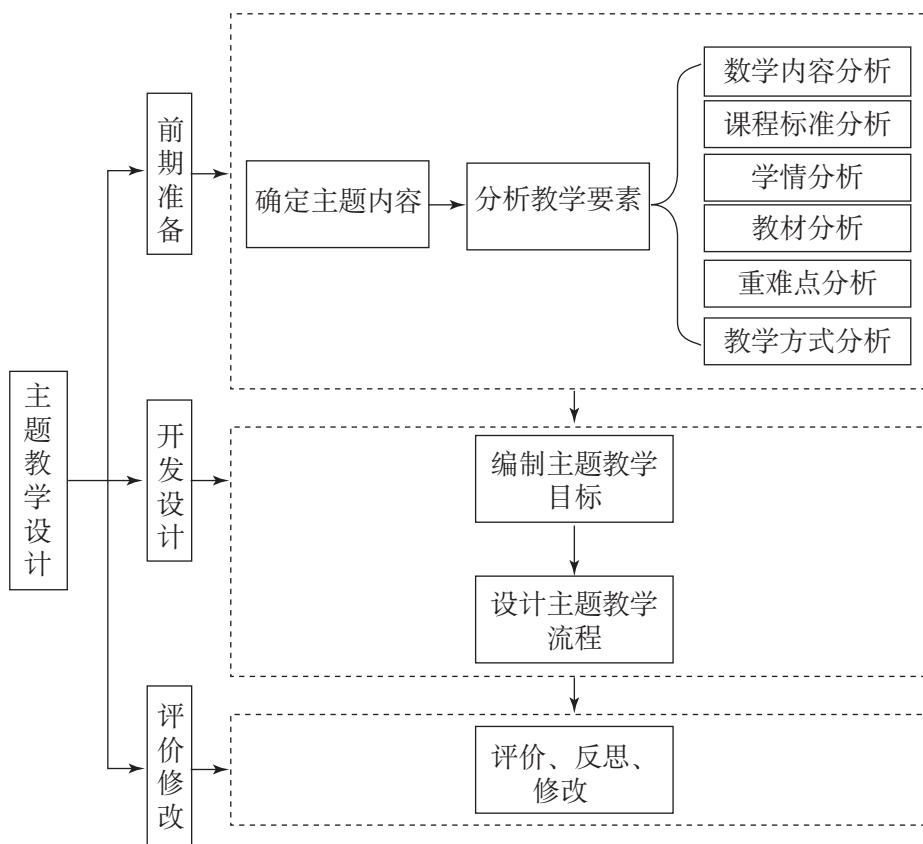 主题教学设计
前期准备
确定主题内容
分析教学要素
数学内容分析
课程标准分析
学情分析
教材分析
重难点分析
教学方式分析
开发设计
编制主题教学
目标
设计主题教学
流程
评价修改
评价、反思、
修改